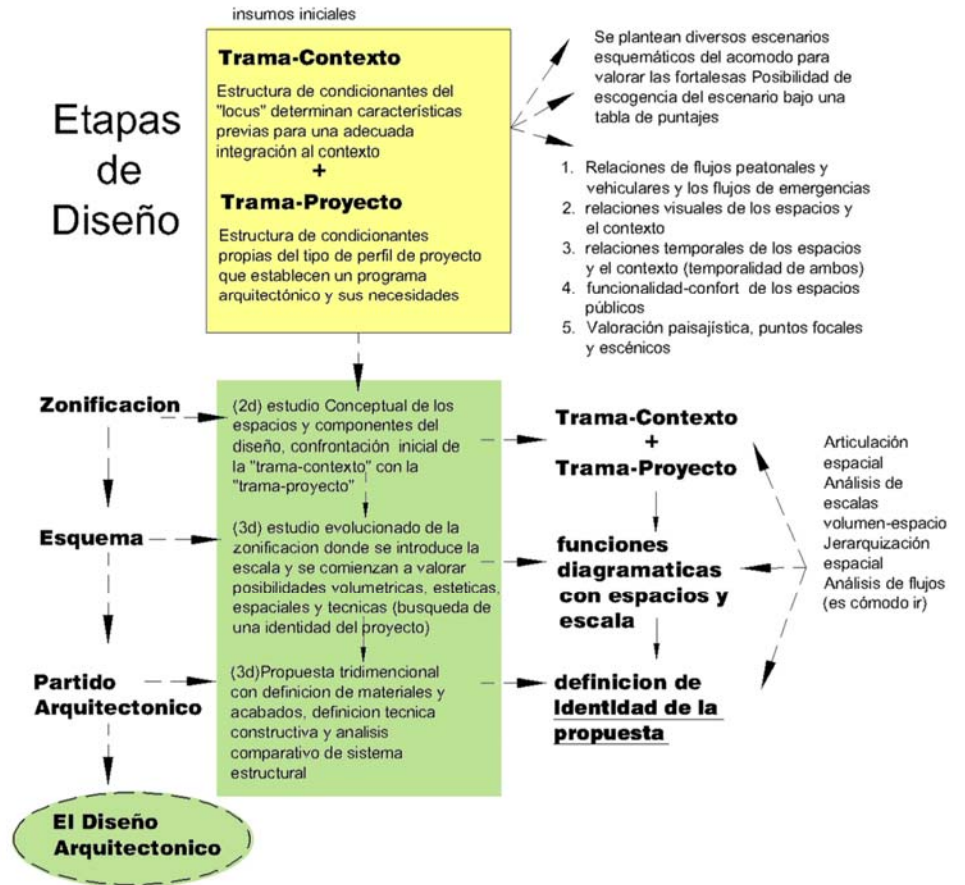 insumos iniciales
Etapas
de
Diseño
Trama-Contexto
Estructura de condicionantes del
"locus" determinan características
previas para una adecuada
integración al contexto
+
Trama-Proyecto
Estructura de condicionantes
propias del tipo de perfil de proyecto
que establecen un programa
arquitectónico y sus necesidades
Se plantean diversos escenarios
esquemáticos del acomodo para
valorar las fortalesas Posibilidad de
escogencia del escenario bajo una
tabla de puntajes
1. Relaciones de flujos peatonales y
vehiculares y los flujos de emergencias
2. relaciones visuales de los espacios y
el contexto
3. relaciones temporales de los espacios
y el contexto (temporalidad de ambos)
4. funcionalidad-confort de los espacios
públicos
5. Valoración paisajística, puntos focales
y escénicos
Zonificacion
(2d) estudio Conceptual de los
espacios y componentes del
diseño, confrontación inicial de
la "trama-contexto" con la
"trama-proyecto"
Trama-Contexto
+
Trama-Proyecto
Esquema
(3d) estudio evolucionado de la
zonificacion donde se introduce la
escala y se comienzan a valorar
posibilidades volumetricas, esteticas,
espaciales y tecnicas (busqueda de
una identidad del proyecto)
funciones
diagramaticas
con espacios y
escala
Articulación
espacial
Análisis de
escalas
volumen-espacio
Jerarquización
espacial
Análisis de flujos
(es cómodo ir)
Partido
Arquitectonico
(3d)Propuesta tridimencional
con definicion de materiales y
acabados, definicion tecnica
constructiva y analisis
comparativo de sistema
estructural
definicion de
identidad de la
propuesta
El Diseño
Arquitectonico